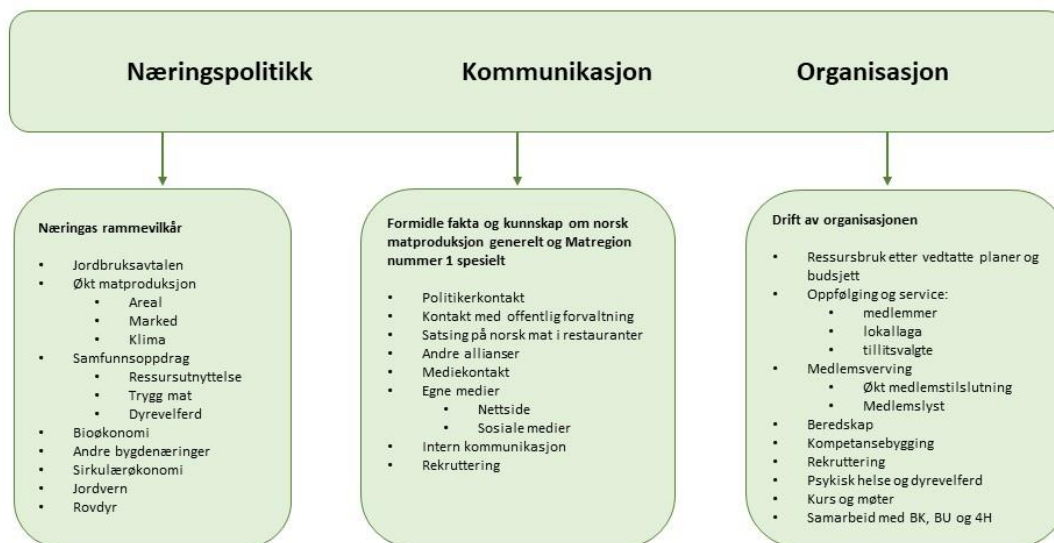 Næringspolitikk
Kommunikasjon
Organisasjon
Næringas rammevilkår
• Jordbruksavtalen
• Økt matproduksjon
• Areal
• Marked
• Klima
• Samfunnsoppdrag
• Ressursutnyttelse
• Trygg mat
• Dyrevelferd
• Bioøkonomi
• Andre bygdenæringer
• Sirkulærøkonomi
• Jordvern
• Rovdyr
Formidle fakta og kunnskap om norsk
matproduksjon generelt og Matregion
nummer 1 spesielt
• Politikerkontakt
• Kontakt med offentlig forvaltning
• Satsing på norsk mat i restauranter
• Andre allianser
• Mediekontakt
• Egne medier
• Nettside
• Sosiale medier
• Intern kommunikasjon
• Rekruttering
Drift av organisasjonen
• Ressursbruk etter vedtatte planer og
budsjett
• Oppfølging og service:
• medlemmer
• lokallaga
• tillitsvalgte
• Medlemsverving
• Økt medlemstilslutning
• Medlemslyst
• Beredskap
• Kompetansebygging
• Rekruttering
• Psykisk helse og dyrevelferd
• Kurs og møter
• Samarbeid med BK, BU og 4H